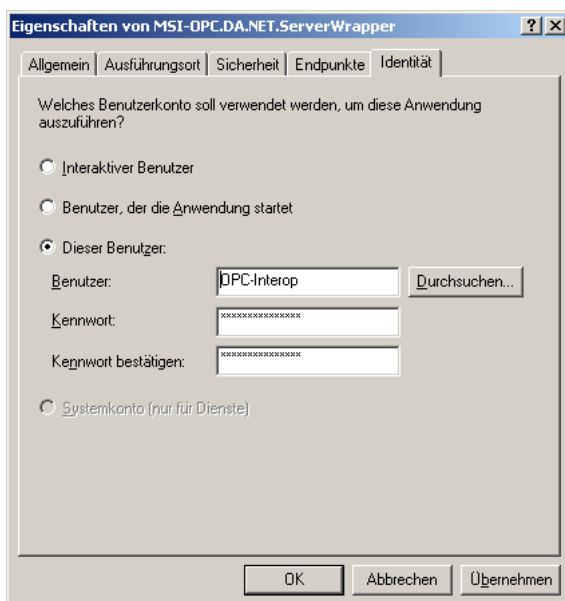 Eigenschaften von MSI-OPC.DA.NET.ServerWrapper
Allgemein Ausführungsort Sicherheit Endpunkte Identität
Welches Benutzerkonto soll verwendet werden, um diese Anwendung
auszuführen?
Interaktiver Benutzer
Benutzer, der die Anwendung startet
Dieser Benutzer:
Benutzer: OPC-Interop Durchsuchen...
Kennwort: ***************
Kennwort bestätigen: ***************
Systemkonto (nur für Dienste)
OK Abbrechen Übernehmen